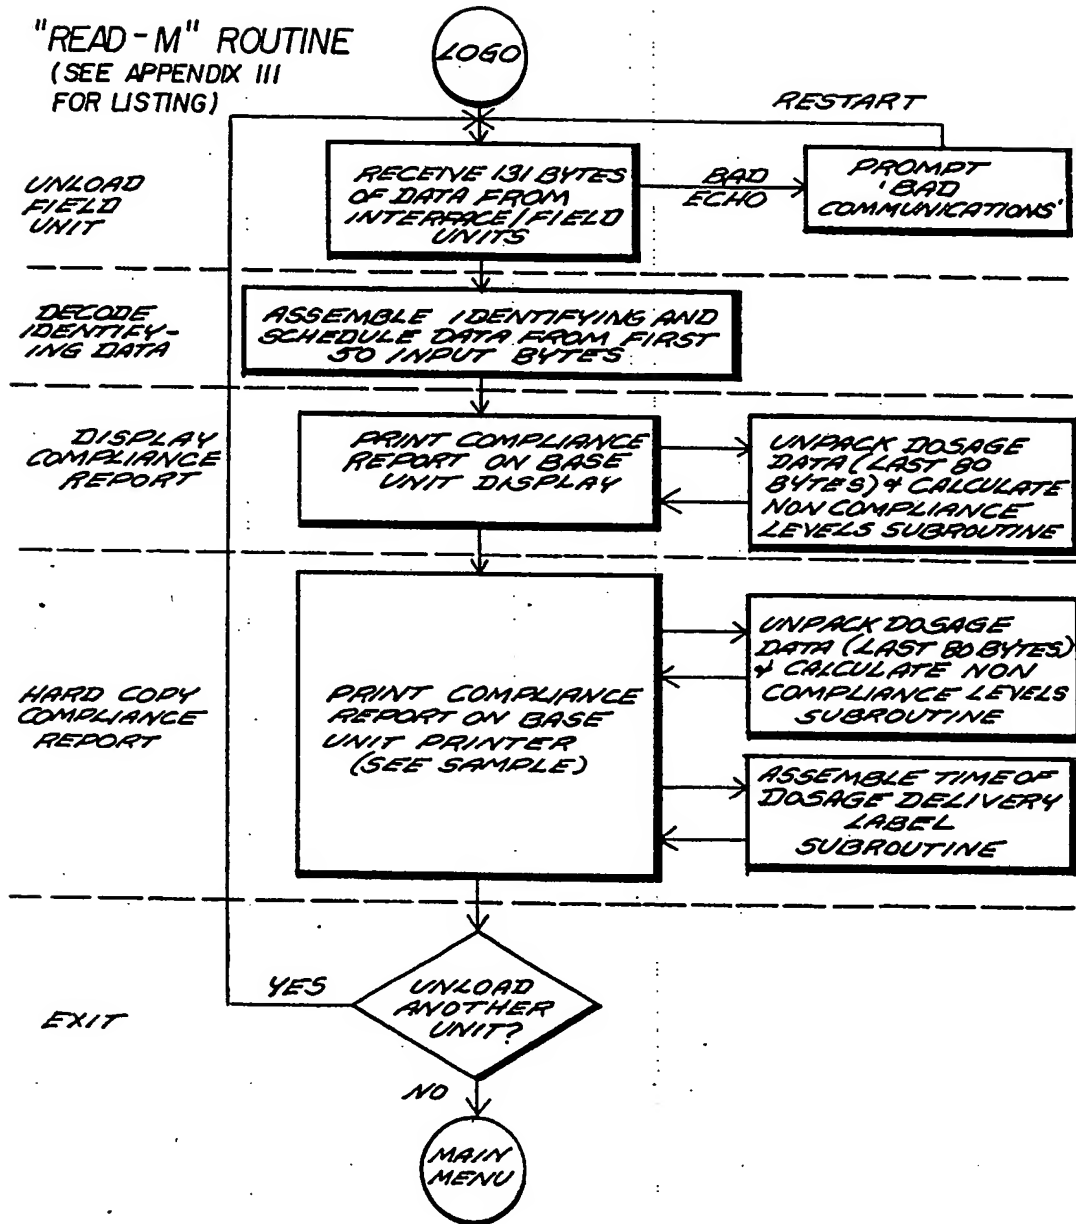 "READ-M" ROUTINE
(SEE APPENDIX III
FOR LISTING)
LOGO
RESTART
UNLOAD
FIELD
UNIT
RECEIVE 131 BYTES
OF DATA FROM
INTERFACE/FIELD
UNITS
BAD
ECHO
PROMPT
'BAD
COMMUNICATIONS'
DECODE
IDENTIFY-
ING DATA
ASSEMBLE IDENTIFYING AND
SCHEDULE DATA FROM FIRST
50 INPUT BYTES
DISPLAY
COMPLIANCE
REPORT
PRINT COMPLIANCE
REPORT ON BASE
UNIT DISPLAY
UNPACK DOSAGE
DATA (LAST 80
BYTES) & CALCULATE
NON COMPLIANCE
LEVELS SUBROUTINE
HARD COPY
COMPLIANCE
REPORT
PRINT COMPLIANCE
REPORT ON BASE
UNIT PRINTER
(SEE SAMPLE)
UNPACK DOSAGE
DATA (LAST 80 BYTES)
& CALCULATE NON
COMPLIANCE LEVELS
SUBROUTINE
ASSEMBLE TIME OF
DOSAGE DELIVERY
LABEL
SUBROUTINE
EXIT
YES
UNLOAD
ANOTHER
UNIT?
NO
MAIN
MENU